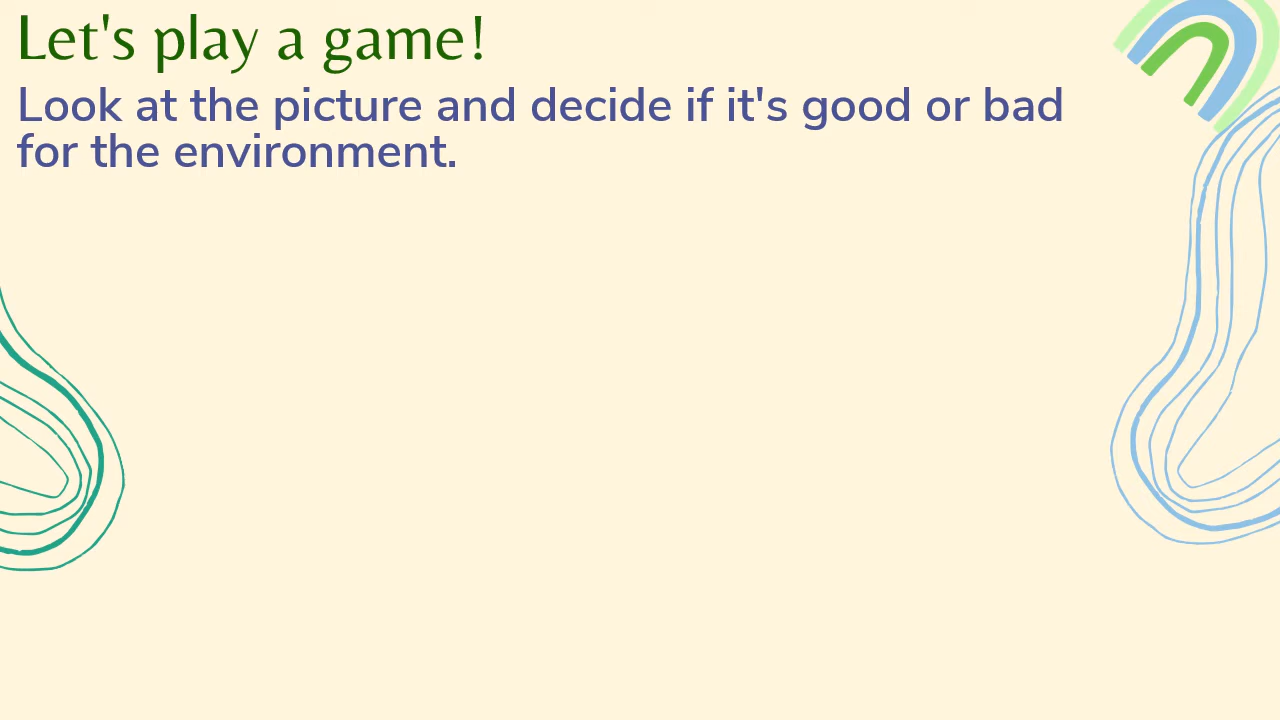 Let's play a game!
Look at the picture and decide if it's good or bad
for the environment.